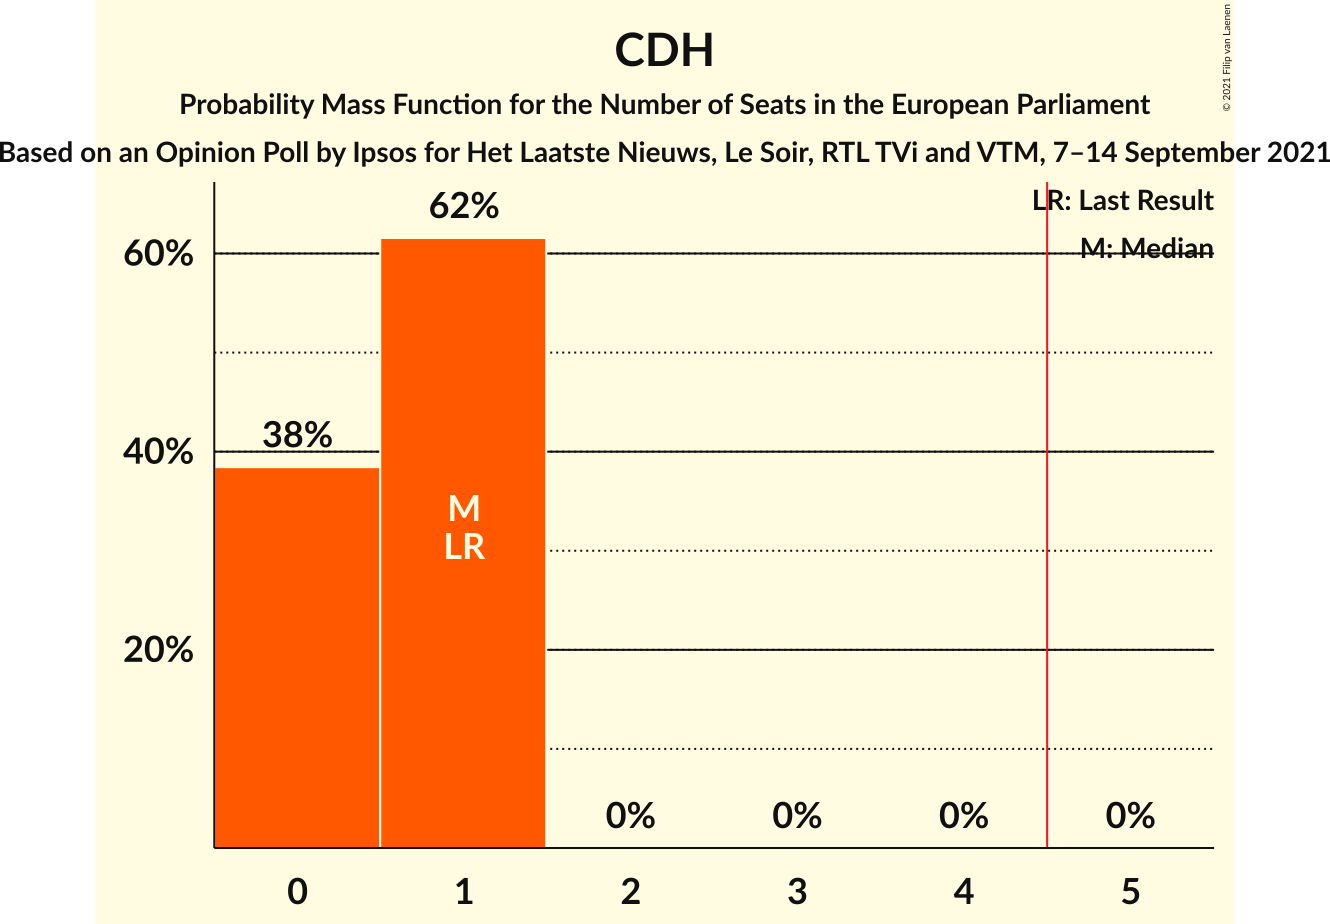 CDH
Probability Mass Function for the Number of Seats in the European Parliament
Based on an Opinion Poll by Ipsos for Het Laatste Nieuws, Le Soir, RTL TVi and VTM, 7–14 September 2021
© 2021 Filip van Laenen
LR: Last Result
M: Median
62%
60%
38%
40%
M
LR
20%
0% 0% 0% 0%
0 1 2 3 4 5